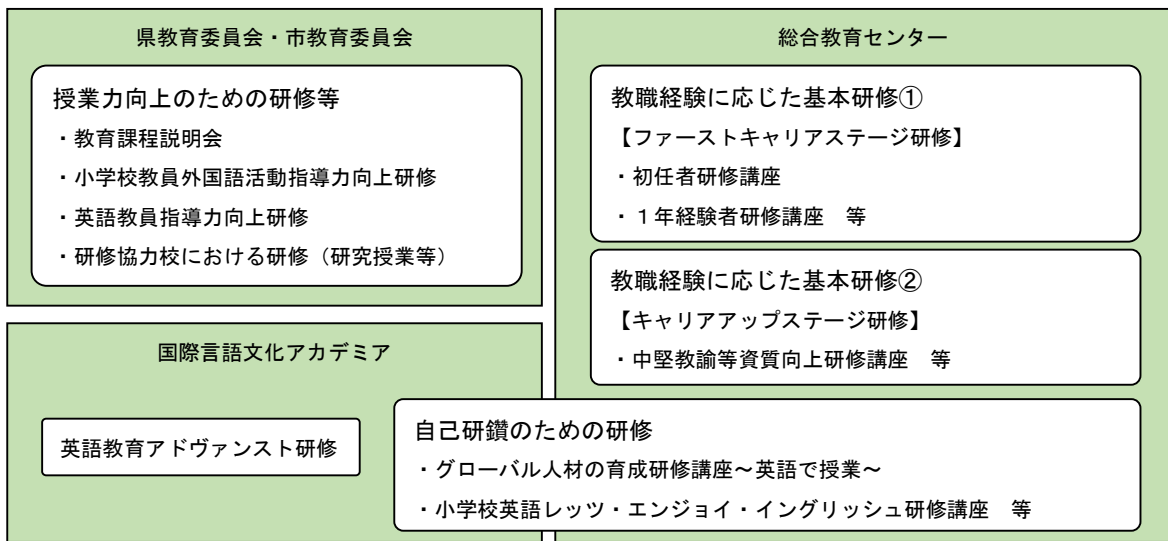 県教育委員会・市教育委員会
授業力向上のための研修等
・教育課程説明会
・小学校教員外国語活動指導力向上研修
・英語教員指導力向上研修
・研修協力校における研修（研究授業等）
国際言語文化アカデミア
英語教育アドヴァンスト研修
総合教育センター
教職経験に応じた基本研修①
【ファーストキャリアステージ研修】
・初任者研修講座
・１年経験者研修講座　等
教職経験に応じた基本研修②
【キャリアアップステージ研修】
・中堅教諭等資質向上研修講座　等
自己研鑽のための研修
・グローバル人材の育成研修講座～英語で授業～
・小学校英語レッツ・エンジョイ・イングリッシュ研修講座　等